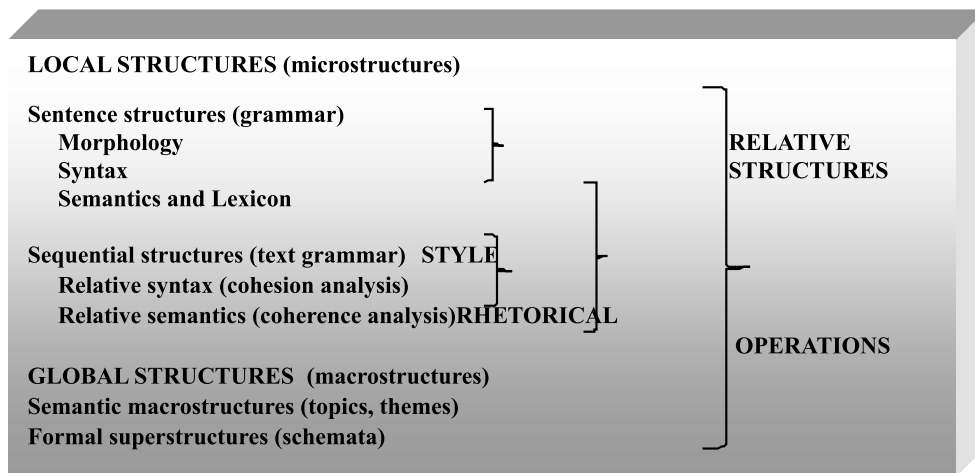 LOCAL STRUCTURES (microstructures)
Sentence structures (grammar)
Morphology
RELATIVE
Syntax
STRUCTURES
Semantics and Lexicon
Sequential structures (text grammar) STYLE
Relative syntax (cohesion analysis)
Relative semantics (coherence analysis)RHETORICAL
OPERATIONS
GLOBAL STRUCTURES (macrostructures)
Semantic macrostructures (topics, themes)
Formal superstructures (schemata)